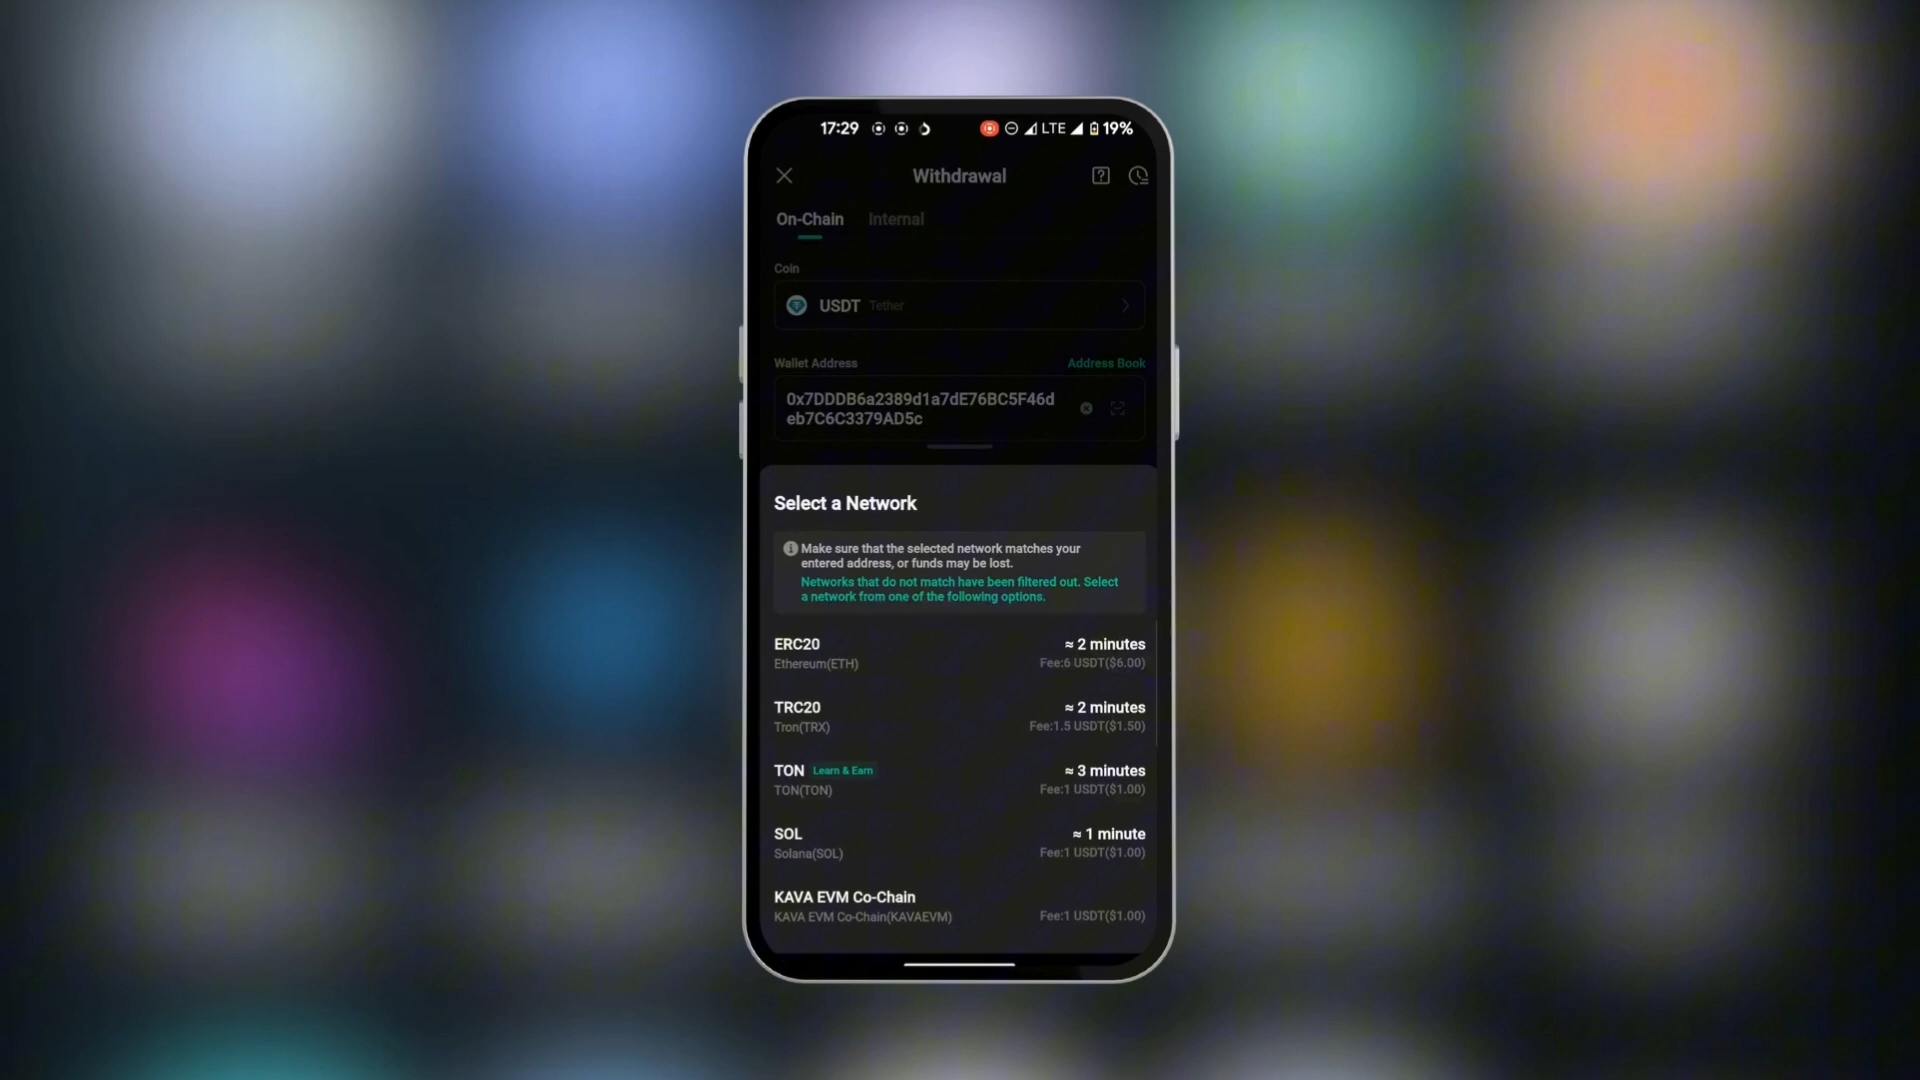 17:29 LTE 19%
Withdrawal
On-Chain Internal
Coin
USDT Tether
Wallet Address Address Book
0x7DDDB6a2389d1a7dE76BC5F46d
eb7C6C3379AD5c
Select a Network
Make sure that the selected network matches your
entered address, or funds may be lost.
Networks that do not match have been filtered out. Select
a network from one of the following options.
ERC20 ≈ 2 minutes
Ethereum(ETH) Fee:6 USDT($6.00)
TRC20 ≈ 2 minutes
Tron(TRX) Fee:1.5 USDT($1.50)
TON Learn & Earn ≈ 3 minutes
TON(TON) Fee:1 USDT($1.00)
SOL ≈ 1 minute
Solana(SOL) Fee:1 USDT($1.00)
KAVA EVM Co-Chain
KAVA EVM Co-Chain(KAVAEVM) Fee:1 USDT($1.00)